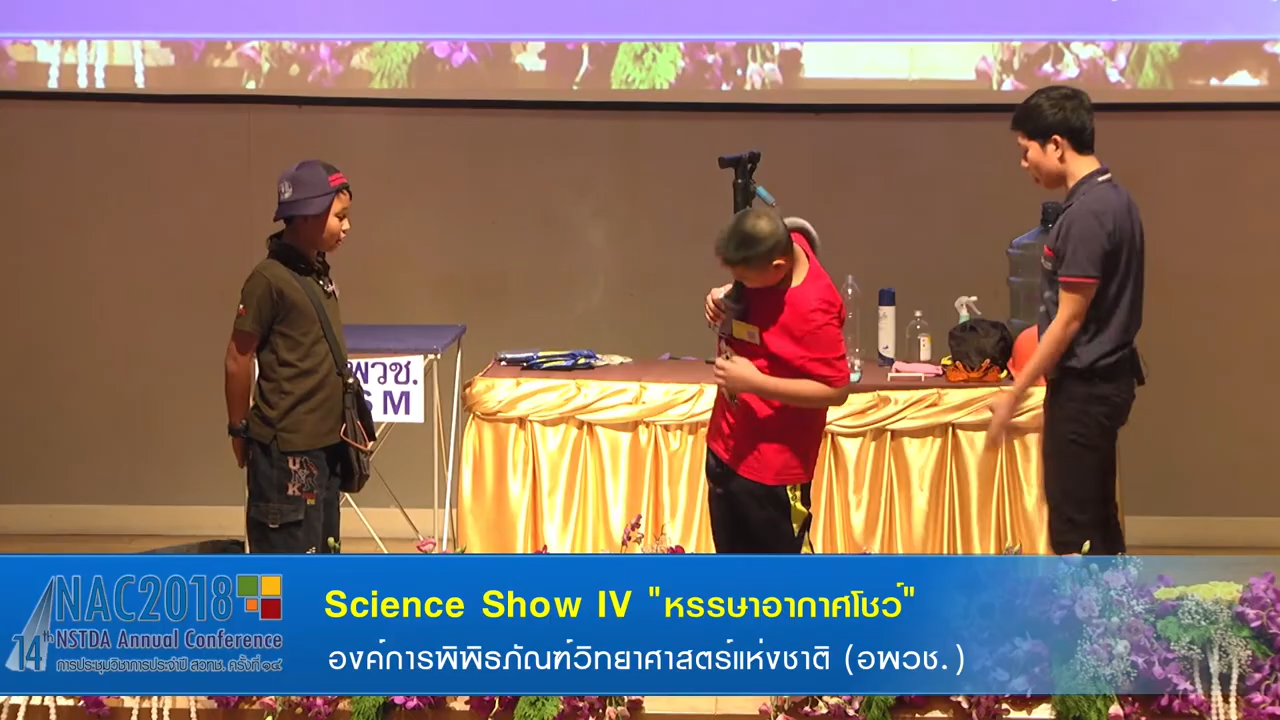 พวช.
SM
NAC2018
14th NSTDA Annual Conference
การประชุมวิชาการประจำปี สวทช. ครั้งที่ ๑๔
Science Show IV "หรรษาอากาศโชว์"
องค์การพิพิธภัณฑ์วิทยาศาสตร์แห่งชาติ (อพวช.)